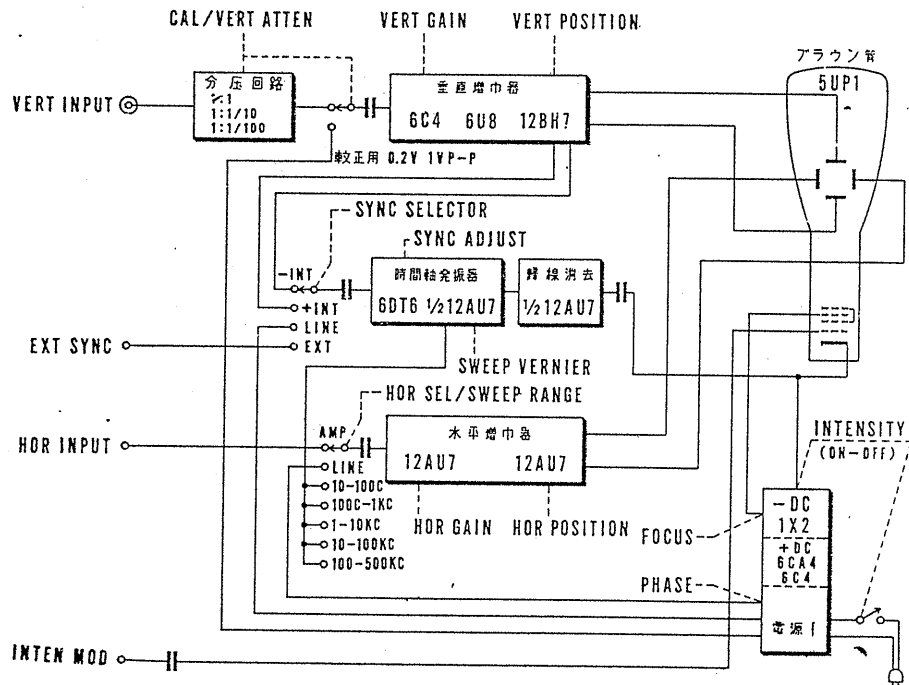 CAL/VERT ATTEN
VERT GAIN
VERT POSITION
ブラウン管
5UP1
VERT INPUT
分圧回路
1:1
1:1/10
1:1/100
垂直増巾器
6C4 6U8 12BH7
較正用 0.2V 1VP-P
SYNC SELECTOR
SYNC ADJUST
-INT
+INT
LINE
EXT
時間軸発振器
6DT6 1/2 12AU7
帰線消去
1/2 12AU7
EXT SYNC
SWEEP VERNIER
HOR SEL/SWEEP RANGE
HOR INPUT
AMP
LINE
10-100C
100C-1KC
1-10KC
10-100KC
100-500KC
水平増巾器
12AU7 12AU7
HOR GAIN
HOR POSITION
INTENSITY
(ON-OFF)
FOCUS
-DC
1X2
+DC
6CA4
6C4
PHASE
電源
INTEN MOD